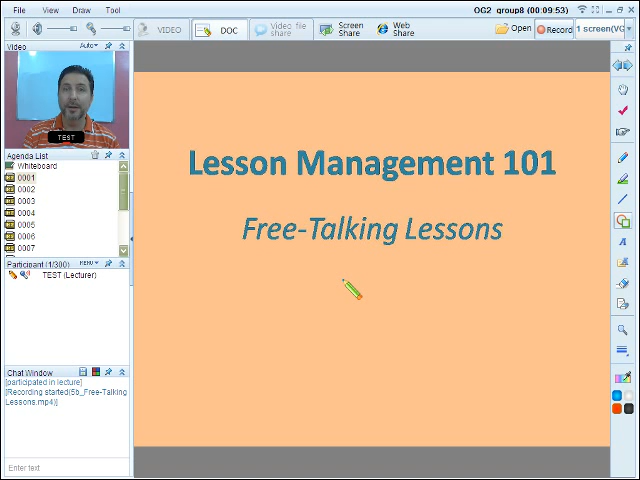 File View Draw Tool OG2_group8 (00:09:53)
VIDEO DOC Video file share Screen Share Web Share Open Record 1 screen(VG
Video Auto
TEST
Agenda List
Whiteboard
0001
0002
0003
0004
0005
0006
0007
Participant (1/300) MENU
TEST (Lecturer)
Chat Window
[participated in lecture]
[Recording started(5b_Free-Talking
Lessons.mp4)]
Enter text
Lesson Management 101
Free-Talking Lessons